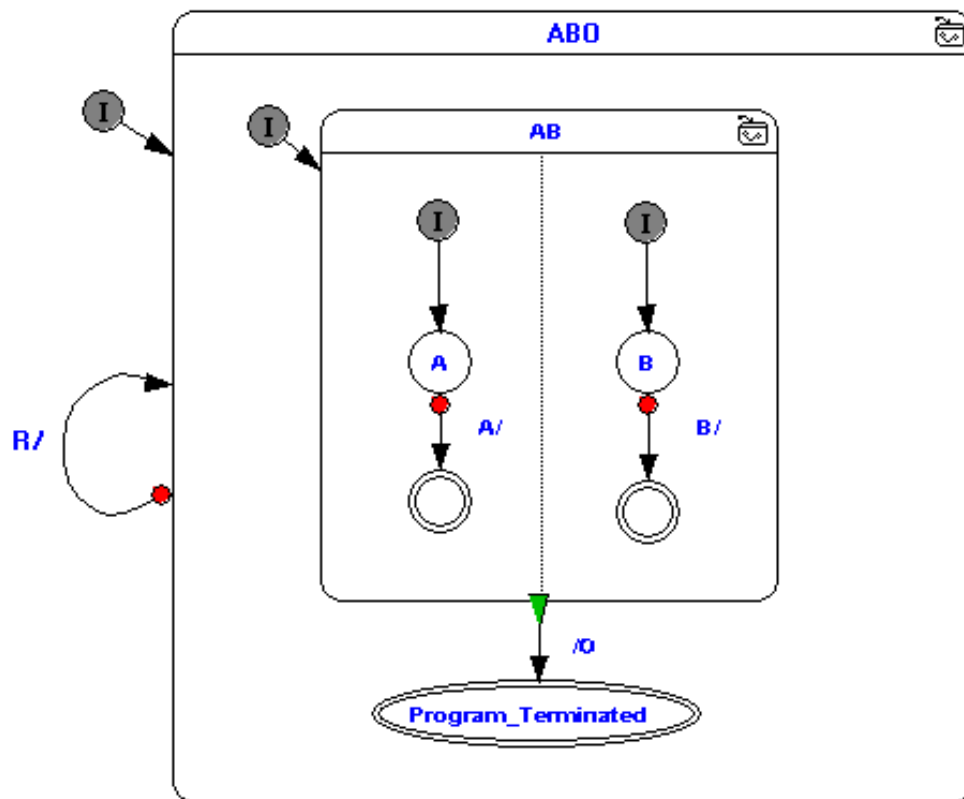 ABO
I
I
AB
I
I
A
B
A/
B/
R/
/O
Program_Terminated